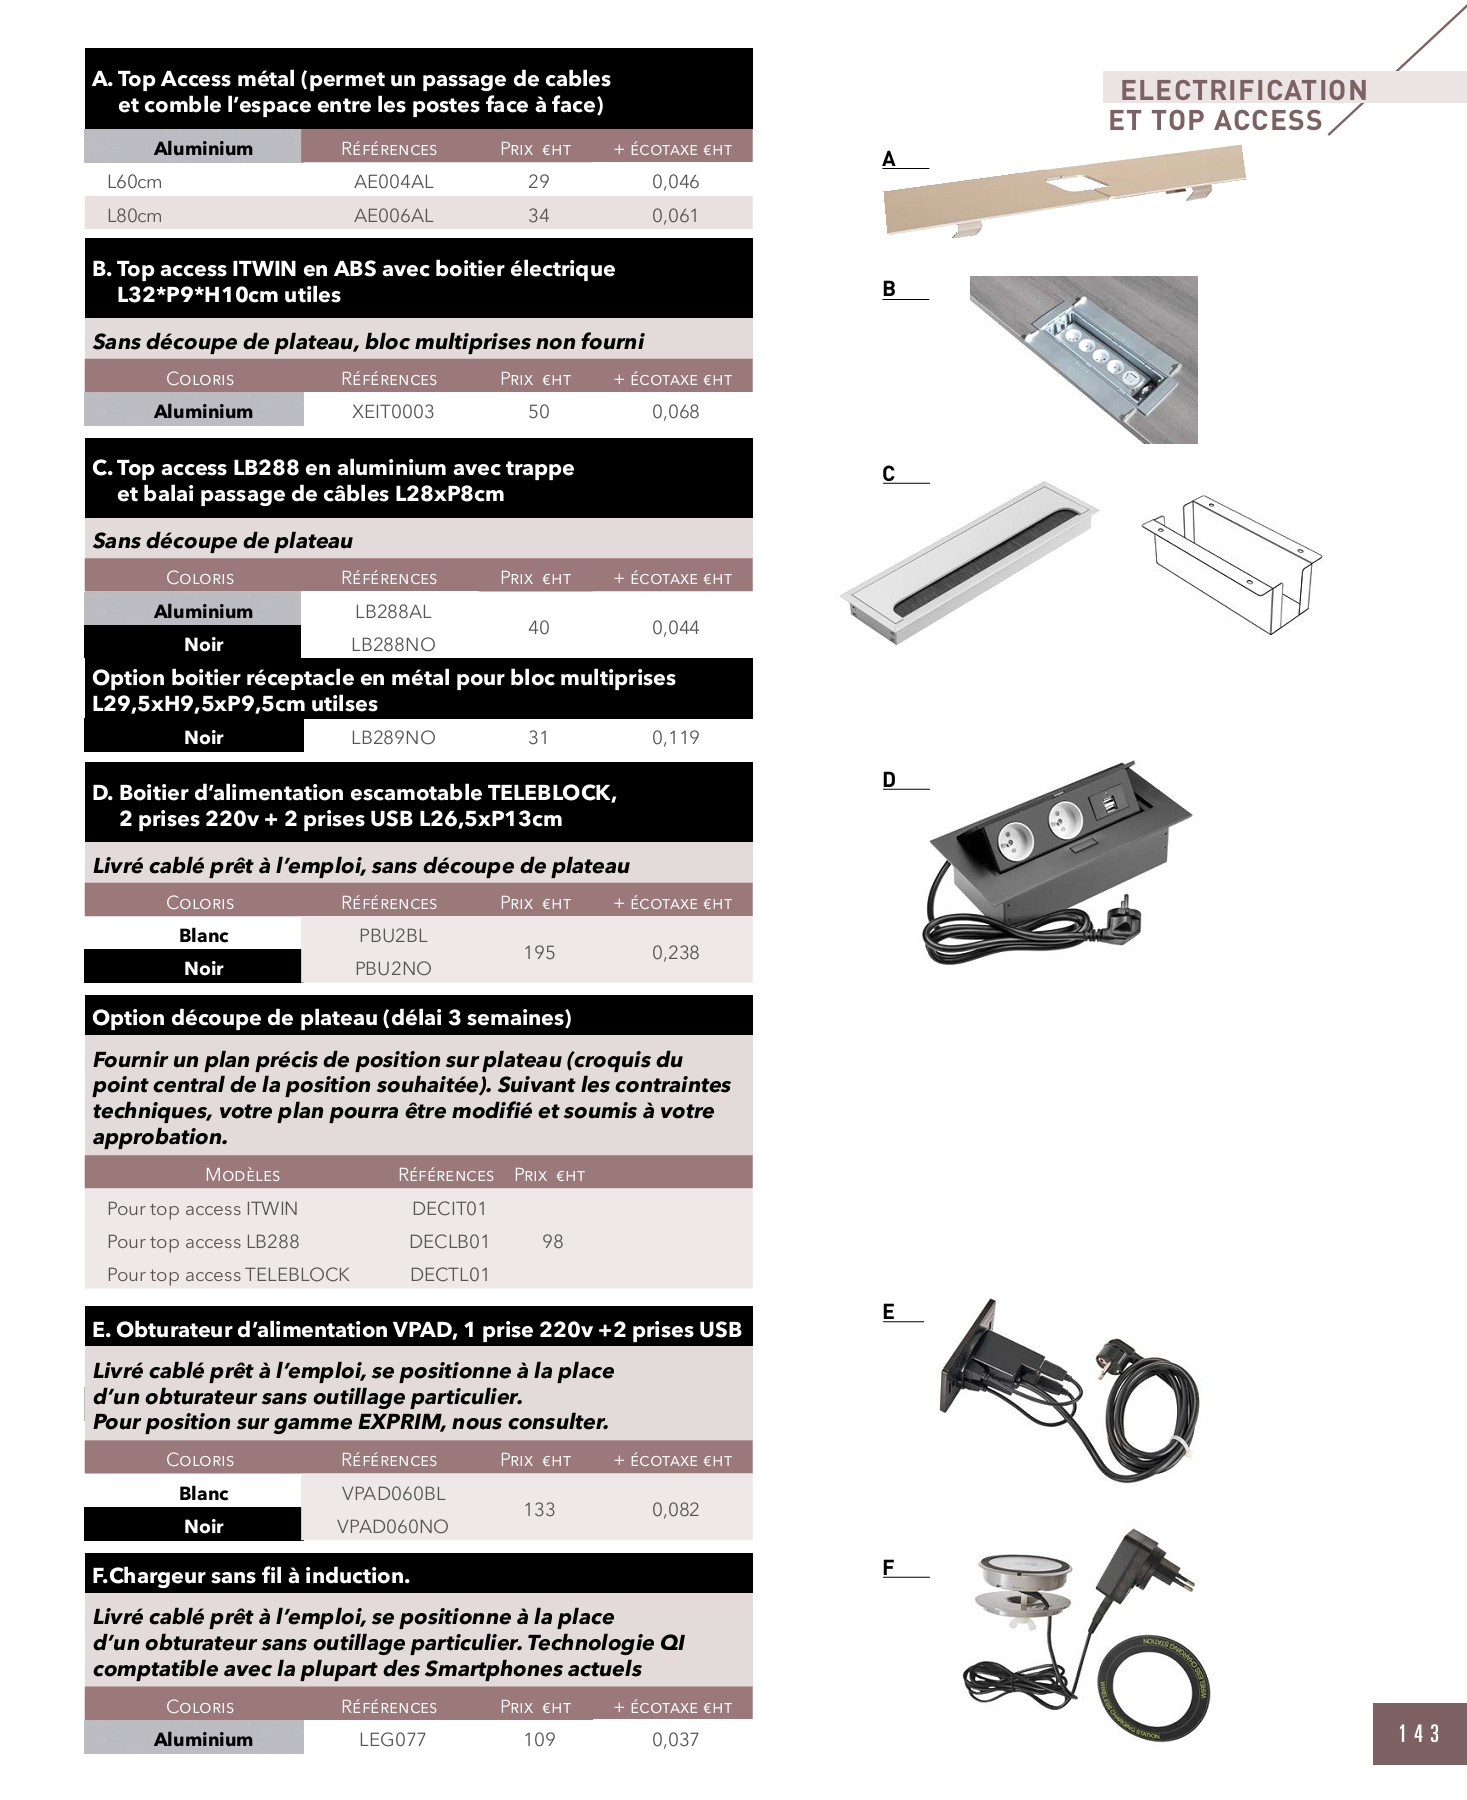 ELECTRIFICATION
ET TOP ACCESS
A. Top Access métal (permet un passage de cables
et comble l’espace entre les postes face à face)
Aluminium RÉFÉRENCES PRIX €HT + ÉCOTAXE €HT
L60cm AE004AL 29 0,046
L80cm AE006AL 34 0,061
B. Top access ITWIN en ABS avec boitier électrique
L32*P9*H10cm utiles
Sans découpe de plateau, bloc multiprises non fourni
COLORIS RÉFÉRENCES PRIX €HT + ÉCOTAXE €HT
Aluminium XEIT0003 50 0,068
C. Top access LB288 en aluminium avec trappe
et balai passage de câbles L28xP8cm
Sans découpe de plateau
COLORIS RÉFÉRENCES PRIX €HT + ÉCOTAXE €HT
Aluminium LB288AL
40 0,044
Noir LB288NO
Option boitier réceptacle en métal pour bloc multiprises
L29,5xH9,5xP9,5cm utilses
Noir LB289NO 31 0,119
D. Boitier d’alimentation escamotable TELEBLOCK,
2 prises 220v + 2 prises USB L26,5xP13cm
Livré cablé prêt à l’emploi, sans découpe de plateau
COLORIS RÉFÉRENCES PRIX €HT + ÉCOTAXE €HT
Blanc PBU2BL
195 0,238
Noir PBU2NO
Option découpe de plateau (délai 3 semaines)
Fournir un plan précis de position sur plateau (croquis du
point central de la position souhaitée). Suivant les contraintes
techniques, votre plan pourra être modifié et soumis à votre
approbation.
MODÈLES RÉFÉRENCES PRIX €HT
Pour top access ITWIN DECIT01
Pour top access LB288 DECLB01 98
Pour top access TELEBLOCK DECTL01
E. Obturateur d’alimentation VPAD, 1 prise 220v +2 prises USB
Livré cablé prêt à l’emploi, se positionne à la place
d’un obturateur sans outillage particulier.
Pour position sur gamme EXPRIM, nous consulter.
COLORIS RÉFÉRENCES PRIX €HT + ÉCOTAXE €HT
Blanc VPAD060BL
133 0,082
Noir VPAD060NO
F.Chargeur sans fil à induction.
Livré cablé prêt à l’emploi, se positionne à la place
d’un obturateur sans outillage particulier. Technologie QI
comptatible avec la plupart des Smartphones actuels
COLORIS RÉFÉRENCES PRIX €HT + ÉCOTAXE €HT
Aluminium LEG077 109 0,037
A
B
C
D
E
F
WIRELESS CHARGING STATION
WIRELESS CHARGING STATION
143